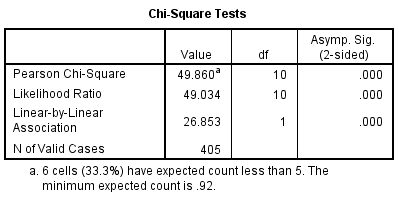 Chi-Square Tests
Value df Asymp. Sig. (2-sided)
Pearson Chi-Square 49.860a 10 .000
Likelihood Ratio 49.034 10 .000
Linear-by-Linear Association 26.853 1 .000
N of Valid Cases 405
a. 6 cells (33.3%) have expected count less than 5. The
minimum expected count is .92.